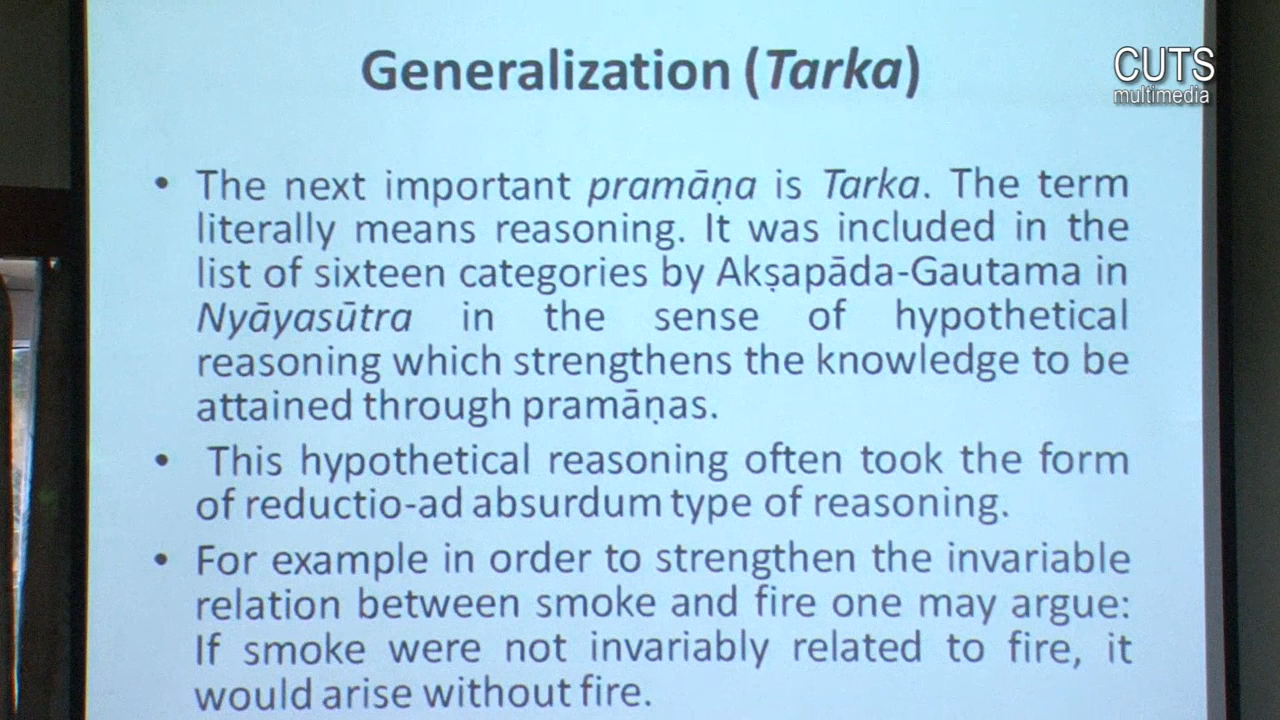 Generalization (Tarka)
CUTS
multimedia
• The next important pramāṇa is Tarka. The term
literally means reasoning. It was included in the
list of sixteen categories by Akṣapāda-Gautama in
Nyāyasūtra in the sense of hypothetical
reasoning which strengthens the knowledge to be
attained through pramāṇas.
• This hypothetical reasoning often took the form
of reductio-ad absurdum type of reasoning.
• For example in order to strengthen the invariable
relation between smoke and fire one may argue:
If smoke were not invariably related to fire, it
would arise without fire.